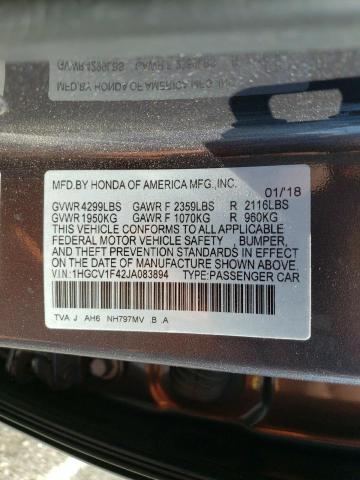 MFD.BY HONDA OF AMERICA MFG.,INC. 01/18
GVWR 4299LBS GAWR F 2359LBS R 2116LBS
GVWR 1950KG GAWR F 1070KG R 960KG
THIS VEHICLE CONFORMS TO ALL APPLICABLE
FEDERAL MOTOR VEHICLE SAFETY, BUMPER,
AND THEFT PREVENTION STANDARDS IN
EFFECT ON THE DATE OF MANUFACTURE
SHOWN ABOVE.
V.I.N:1HGCV1F42JA083894 TYPE:PASSENGER CAR
TVA J AH6 NH797MV .B .A